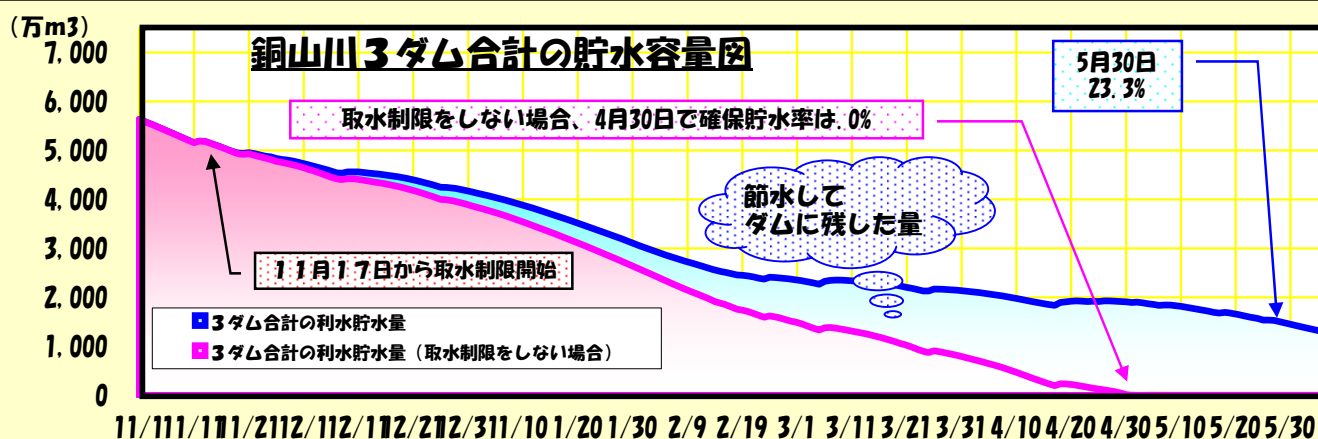 (万m3)
銅山川3ダム合計の貯水容量図
7,000
6,000
5,000
4,000
3,000
2,000
1,000
0
5月30日
23.3%
取水制限をしない場合、4月30日で確保貯水率は.0%
節水して
ダムに残した量
11月17日から取水制限開始
3ダム合計の利水貯水量
3ダム合計の利水貯水量(取水制限をしない場合)
11/1 11/11 11/21 12/1 12/11 12/21 12/31 1/10 1/20 1/30 2/9 2/19 3/1 3/11 3/21 3/31 4/10 4/20 4/30 5/10 5/20 5/30